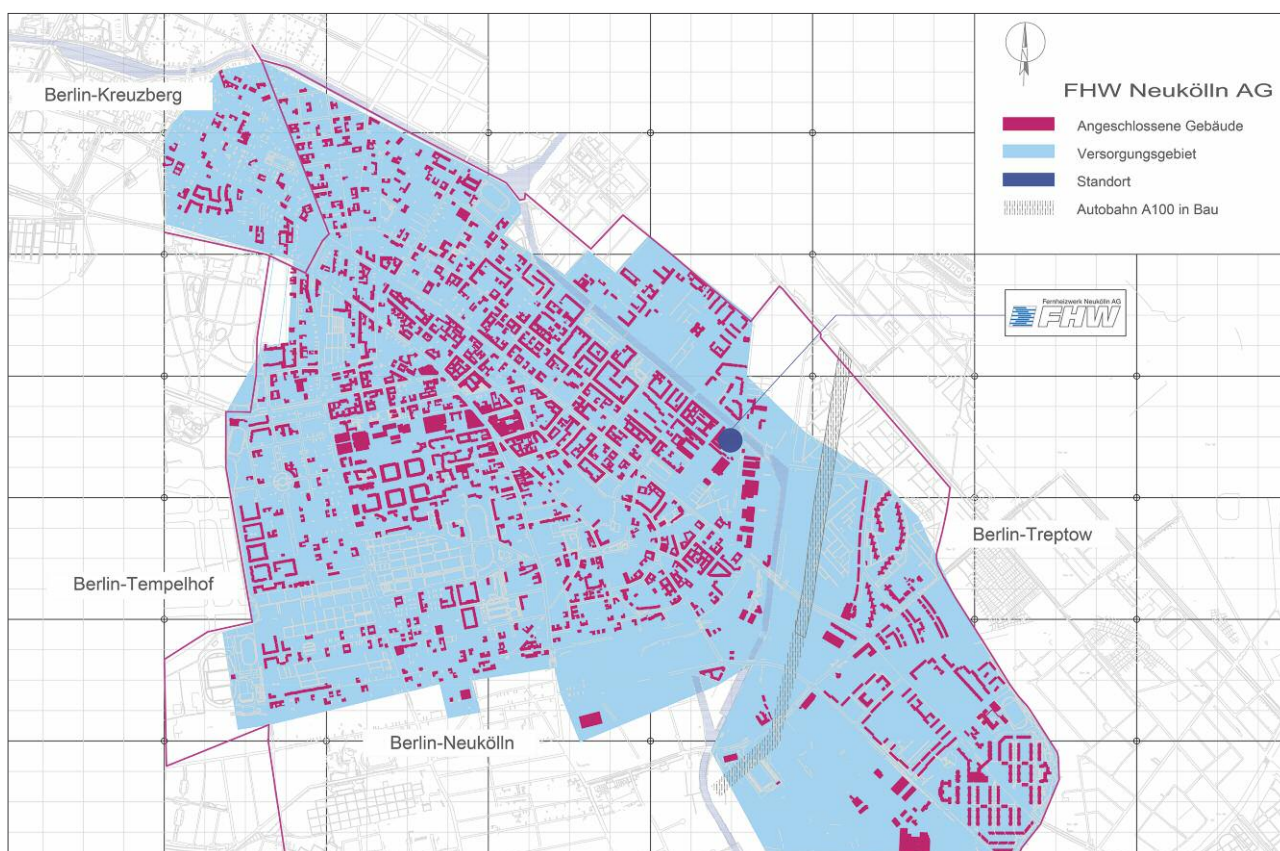 Berlin-Kreuzberg
FHW Neukölln AG
Angeschlossene Gebäude
Versorgungsgebiet
Standort
Autobahn A100 in Bau
Fernheizwerk Neukölln AG
FHW
Berlin-Treptow
Berlin-Tempelhof
Berlin-Neukölln